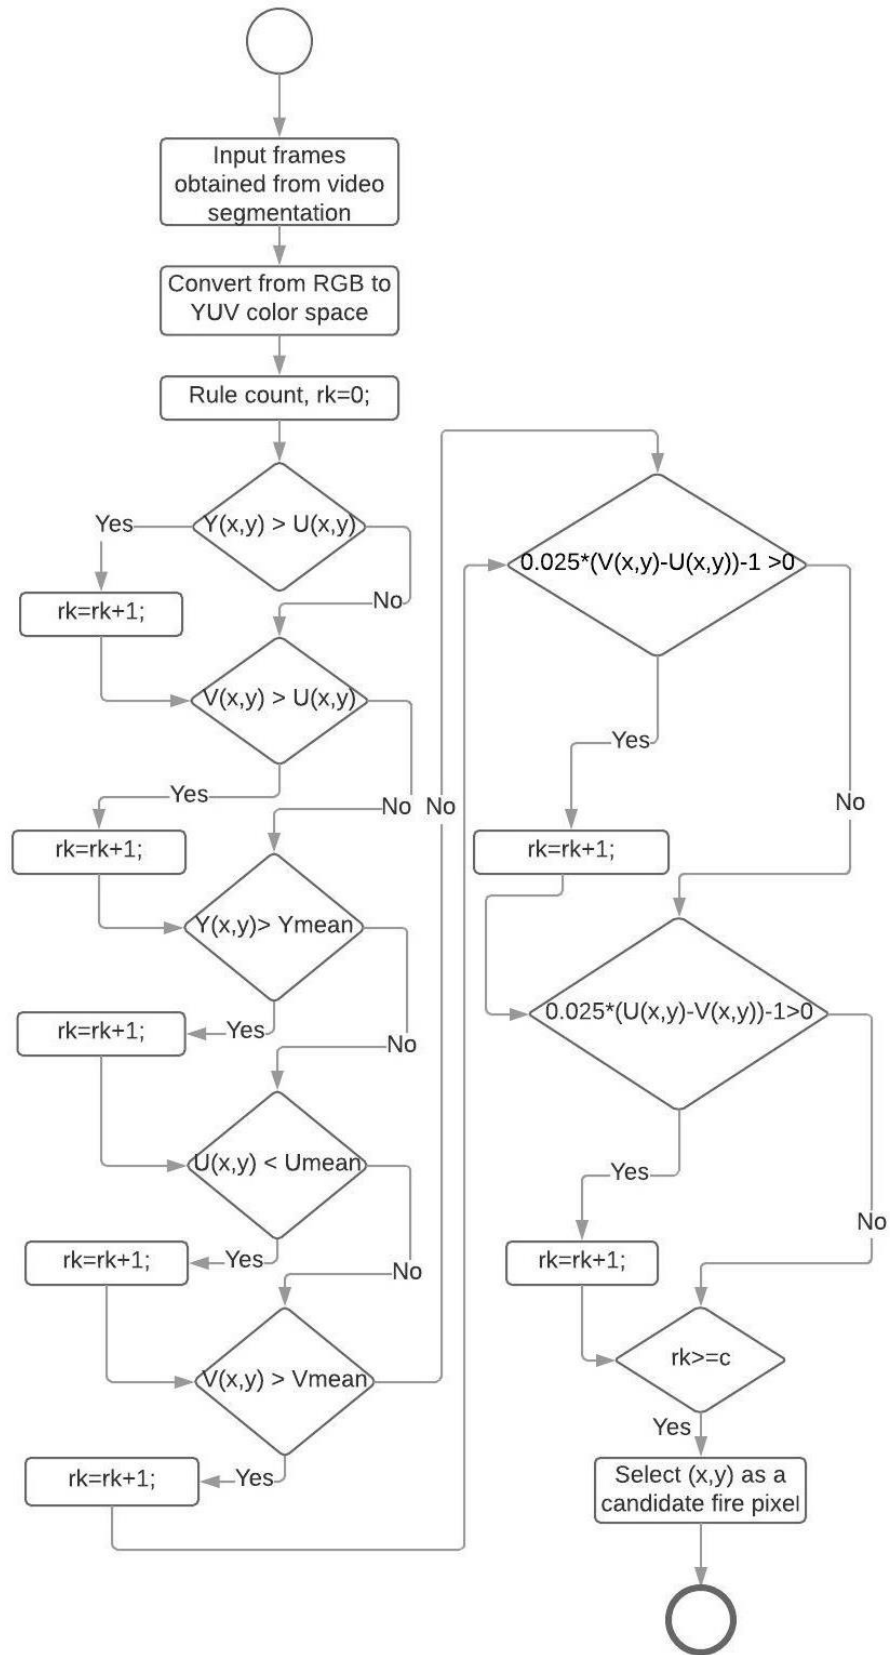 Input frames
obtained from video
segmentation
Convert from RGB to
YUV color space
Rule count, rk=0;
Y(x,y) > U(x,y)
Yes
No
rk=rk+1;
V(x,y) > U(x,y)
Yes
No
rk=rk+1;
Y(x,y)> Ymean
Yes
No
rk=rk+1;
U(x,y) < Umean
Yes
No
rk=rk+1;
V(x,y) > Vmean
Yes
No
rk=rk+1;
0.025*(V(x,y)-U(x,y))-1 >0
Yes
No
rk=rk+1;
0.025*(U(x,y)-V(x,y))-1>0
Yes
No
rk=rk+1;
rk>=c
Yes
Select (x,y) as a
candidate fire pixel